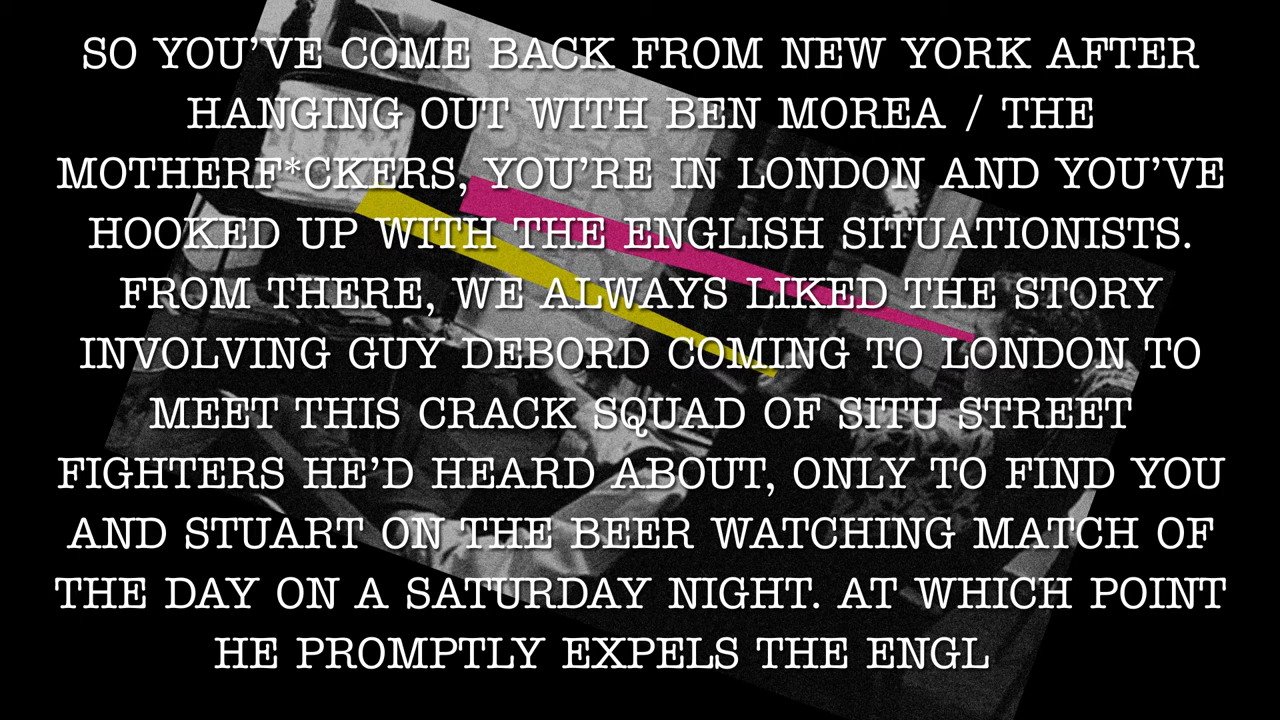 SO YOU'VE COME BACK FROM NEW YORK AFTER
HANGING OUT WITH BEN MOREA / THE
MOTHERF*CKERS, YOU'RE IN LONDON AND YOU'VE
HOOKED UP WITH THE ENGLISH SITUATIONISTS.
FROM THERE, WE ALWAYS LIKED THE STORY
INVOLVING GUY DEBORD COMING TO LONDON TO
MEET THIS CRACK SQUAD OF SITU STREET
FIGHTERS HE'D HEARD ABOUT, ONLY TO FIND YOU
AND STUART ON THE BEER WATCHING MATCH OF
THE DAY ON A SATURDAY NIGHT. AT WHICH POINT
HE PROMPTLY EXPELS THE ENGL